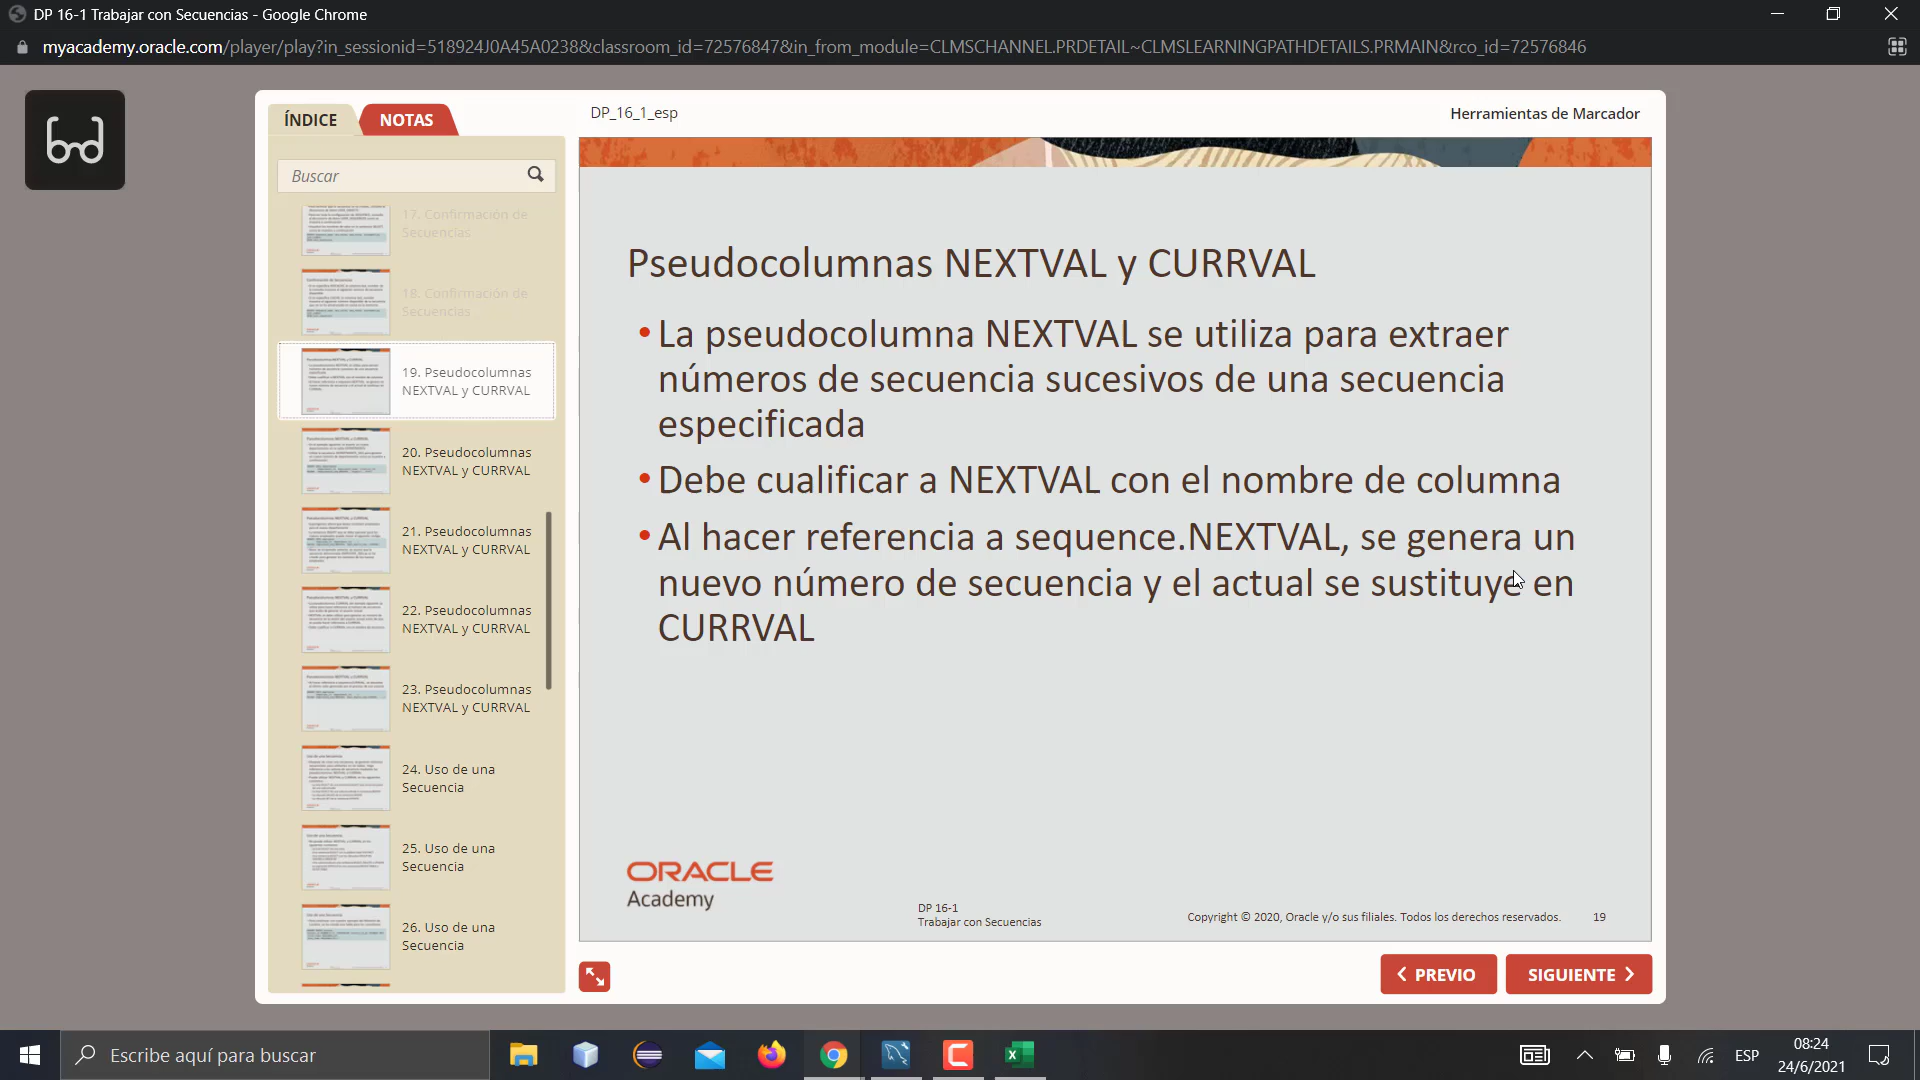 DP 16-1 Trabajar con Secuencias - Google Chrome
myacademy.oracle.com/player/play?in_sessionid=518924J0A45A0238&classroom_id=72576847&in_from_module=CLMSCHANNEL.PRDETAIL~CLMSLEARNINGPATHDETAILS.PRMAIN&rco_id=72576846
ÍNDICE
NOTAS
DP_16_1_esp
Herramientas de Marcador
Buscar
17. Confirmación de
Secuencias
18. Confirmación de
Secuencias
19. Pseudocolumnas
NEXTVAL y CURRVAL
20. Pseudocolumnas
NEXTVAL y CURRVAL
21. Pseudocolumnas
NEXTVAL y CURRVAL
22. Pseudocolumnas
NEXTVAL y CURRVAL
23. Pseudocolumnas
NEXTVAL y CURRVAL
24. Uso de una
Secuencia
25. Uso de una
Secuencia
26. Uso de una
Secuencia
Pseudocolumnas NEXTVAL y CURRVAL
• La pseudocolumna NEXTVAL se utiliza para extraer
números de secuencia sucesivos de una secuencia
especificada
• Debe cualificar a NEXTVAL con el nombre de columna
• Al hacer referencia a sequence.NEXTVAL, se genera un
nuevo número de secuencia y el actual se sustituye en
CURRVAL
ORACLE
Academy
DP 16-1
Trabajar con Secuencias
Copyright © 2020, Oracle y/o sus filiales. Todos los derechos reservados.
19
PREVIO
SIGUIENTE
Escribe aquí para buscar
ESP
08:24
24/6/2021